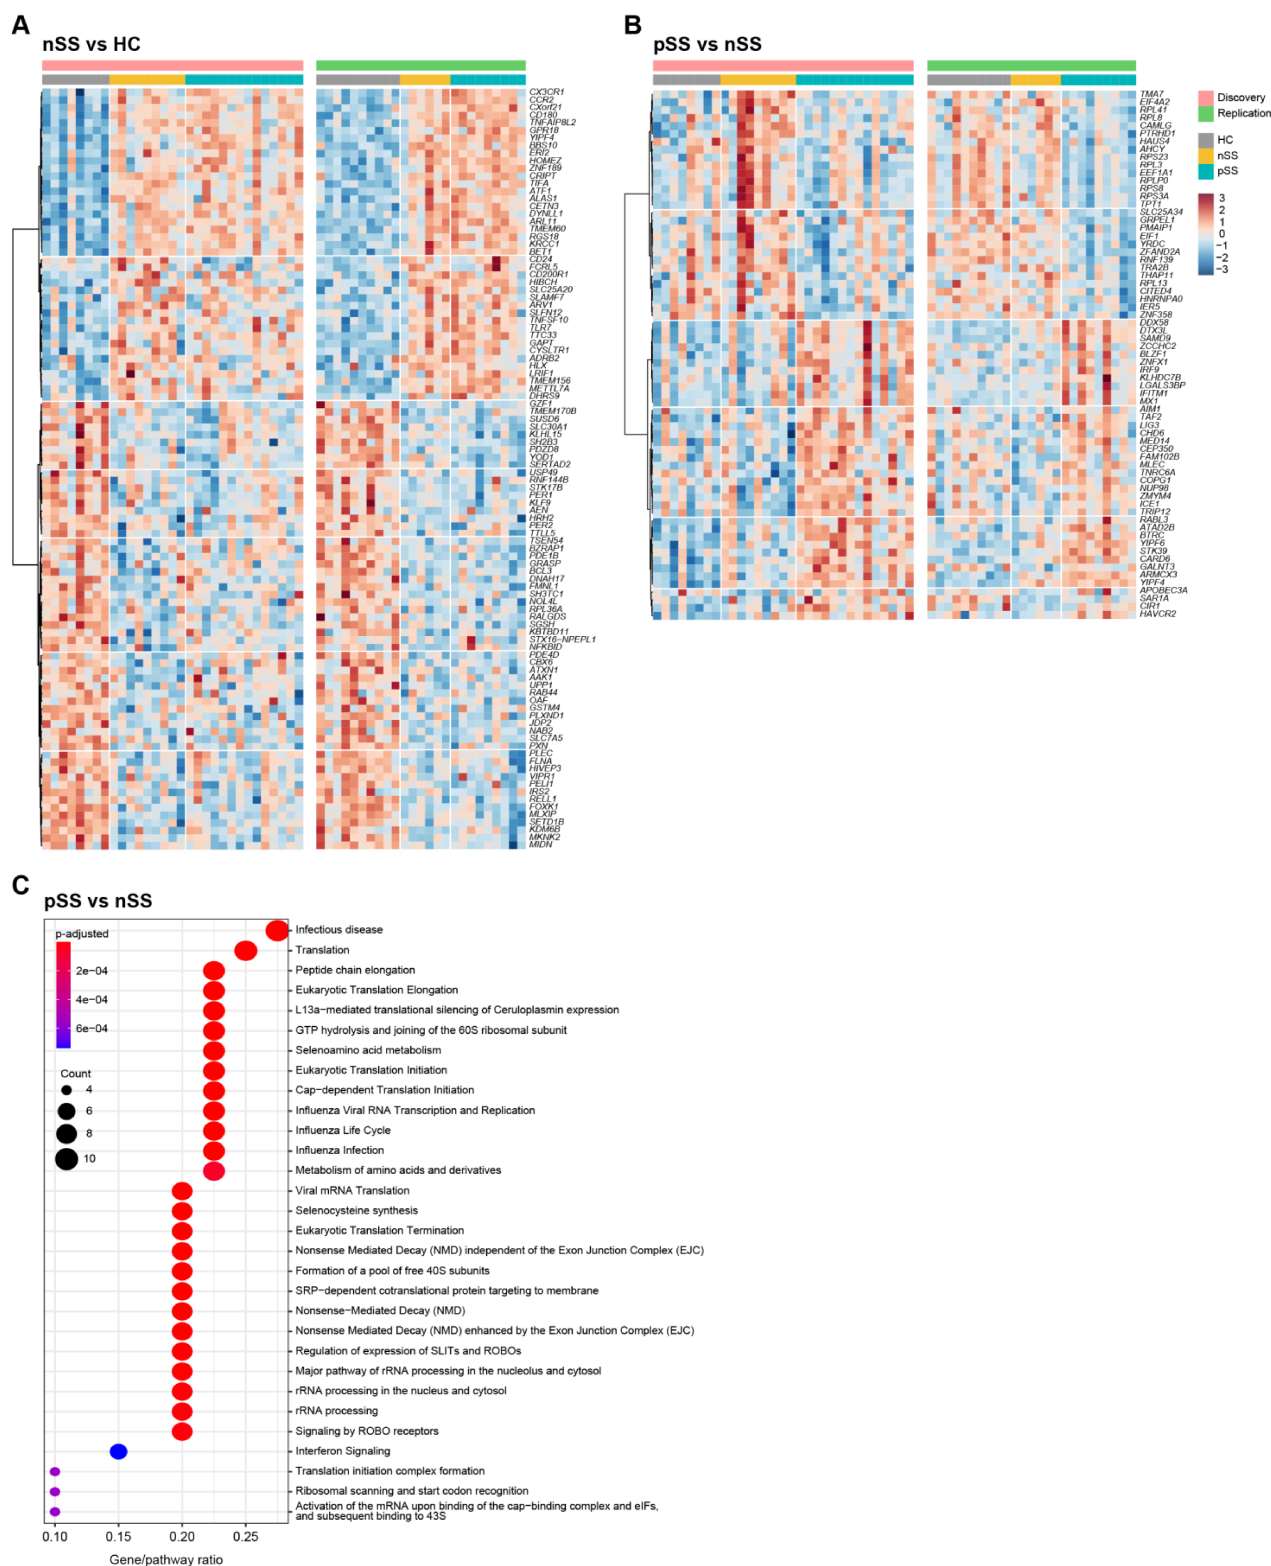 A
nSS vs HC
CX3CR1
CCR2
CXorf21
CD180
TNFAIP8L2
GPR18
YIPF4
BBS10
ERI2
HOMEZ
ZNF189
CRIPT
TIFA
ATF1
ALAS1
CETN3
DYNLL1
ARL11
TMEM60
RGS18
KRCC1
BET1
CD24
FCRL5
CD200R1
HIBCH
SLC25A20
SLAMF7
ARV1
SLFN12
TNFSF10
TLR7
TTC33
GAPT
CYSLTR1
ADRB2
HLX
LRIF1
TMEM156
METTL7A
DHRS9
GZF1
TMEM170B
SUSD6
SLC30A1
KLHL15
SH2B3
PDZD8
YOD1
SERTAD2
USP49
RNF144B
STK17B
PER1
KLF9
AEN
HRH2
PER2
TTLL5
TSEN54
BZRAP1
PDE1B
GRASP
BCL3
DNAH17
FMNL1
SH3TC1
NOL4L
RPL36A
RALGDS
SGSH
KBTBD11
STX16-NPEPL1
NFKBID
PDE4D
CBX6
ATXN1
AAK1
UPP1
RAB44
OAF
GSTM4
PLXND1
JDP2
NAB2
SLC7A5
PXN
PLEC
FLNA
HIVEP3
VIPR1
PELI1
IRS2
RELL1
FOXK1
MLXIP
SETD1B
KDM6B
MKNK2
MIDN
B
pSS vs nSS
TMA7
EIF4A2
RPL41
RPL8
CAMLG
PTRHD1
HAUS4
AHCY
RPS23
RPL3
EEF1A1
RPLP0
RPS8
RPS3A
TPT1
SLC25A34
GRPEL1
PMAIP1
EIF1
YRDC
ZFAND2A
RNF139
TRA2B
THAP11
RPL13
CITED4
HNRNPA0
IER5
ZNF358
DDX58
DTX3L
SAMD9
ZCCHC2
BLZF1
ZNFX1
IRF9
KLHDC7B
LGALS3BP
IFITM1
MX1
AIM1
TAF2
LIG3
CHD6
MED14
CEP350
FAM102B
MLEC
TNRC6A
COPG1
NUP98
ZMYM4
ICE1
TRIP12
RABL3
ATAD2B
BTRC
YIPF6
STK39
CARD6
GALNT3
ARMCX3
YIPF4
APOBEC3A
SAR1A
CIR1
HAVCR2
Discovery
Replication
HC
nSS
pSS
3
2
1
0
−1
−2
−3
C
pSS vs nSS
p-adjusted
2e−04
4e−04
6e−04
Count
4
6
8
10
Infectious disease
Translation
Peptide chain elongation
Eukaryotic Translation Elongation
L13a−mediated translational silencing of Ceruloplasmin expression
GTP hydrolysis and joining of the 60S ribosomal subunit
Selenoamino acid metabolism
Eukaryotic Translation Initiation
Cap−dependent Translation Initiation
Influenza Viral RNA Transcription and Replication
Influenza Life Cycle
Influenza Infection
Metabolism of amino acids and derivatives
Viral mRNA Translation
Selenocysteine synthesis
Eukaryotic Translation Termination
Nonsense Mediated Decay (NMD) independent of the Exon Junction Complex (EJC)
Formation of a pool of free 40S subunits
SRP−dependent cotranslational protein targeting to membrane
Nonsense−Mediated Decay (NMD)
Nonsense Mediated Decay (NMD) enhanced by the Exon Junction Complex (EJC)
Regulation of expression of SLITs and ROBOs
Major pathway of rRNA processing in the nucleolus and cytosol
rRNA processing in the nucleus and cytosol
rRNA processing
Signaling by ROBO receptors
Interferon Signaling
Translation initiation complex formation
Ribosomal scanning and start codon recognition
Activation of the mRNA upon binding of the cap−binding complex and eIFs,
and subsequent binding to 43S
0.10 0.15 0.20 0.25
Gene/pathway ratio